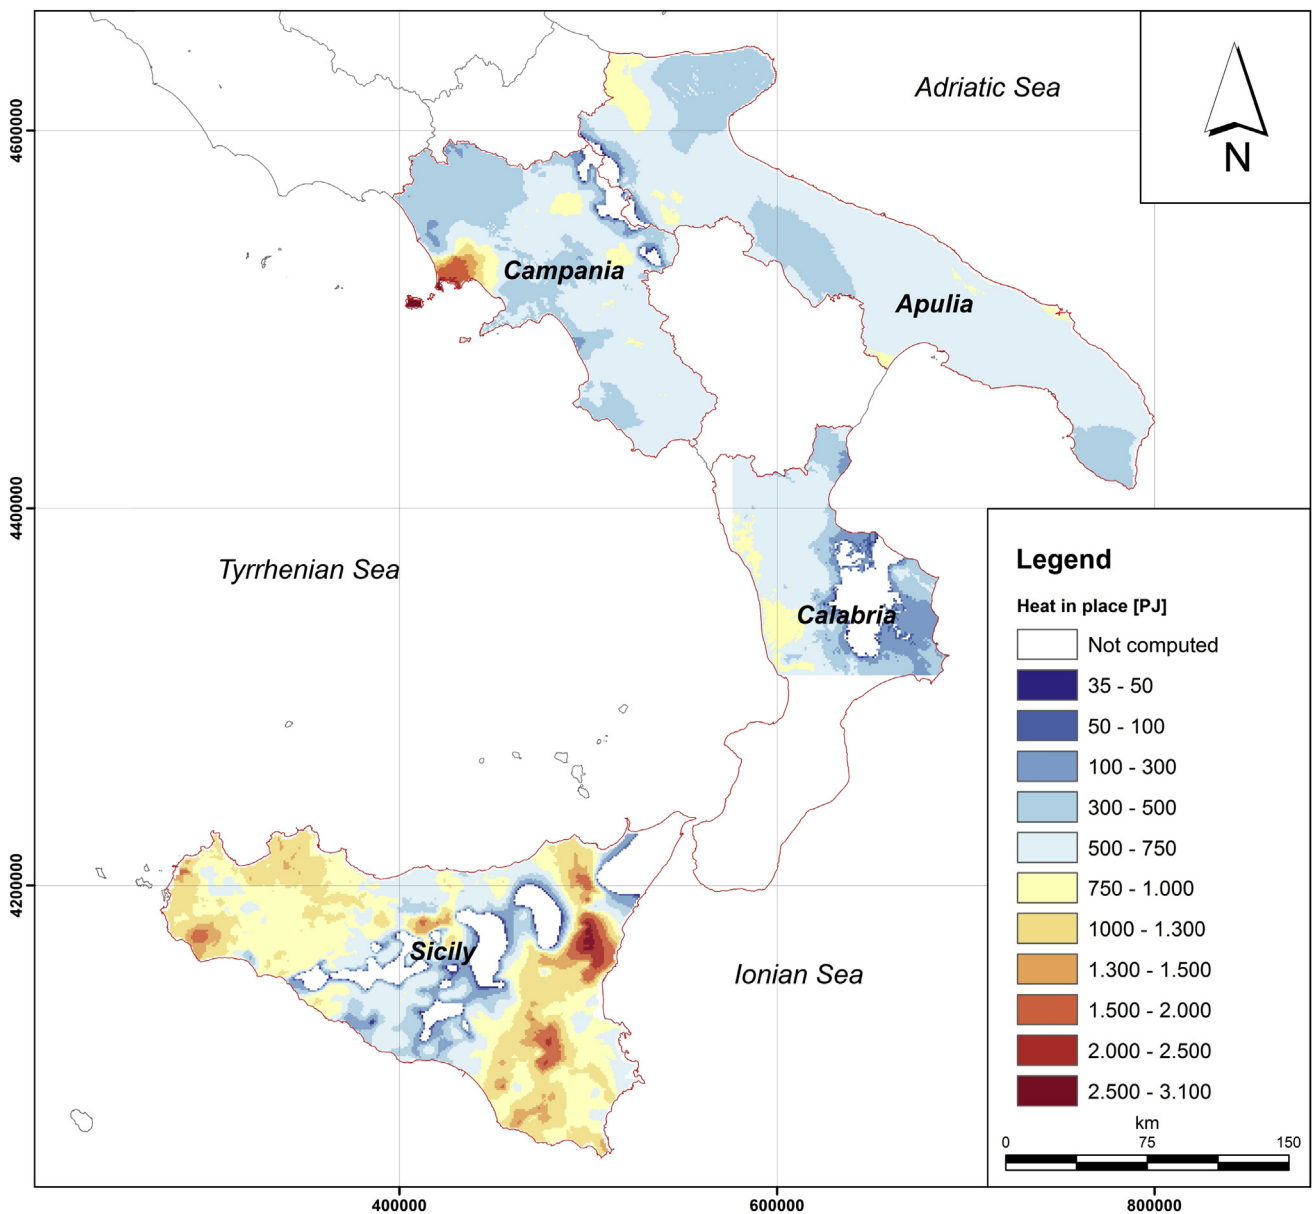 Adriatic Sea
N
4600000
Campania
Apulia
4400000
Tyrrhenian Sea
Calabria
Legend
Heat in place [PJ]
Not computed
35 - 50
50 - 100
100 - 300
300 - 500
500 - 750
750 - 1.000
1000 - 1.300
1.300 - 1.500
1.500 - 2.000
2.000 - 2.500
2.500 - 3.100
km
0 75 150
4200000
Sicily
Ionian Sea
400000 600000 800000